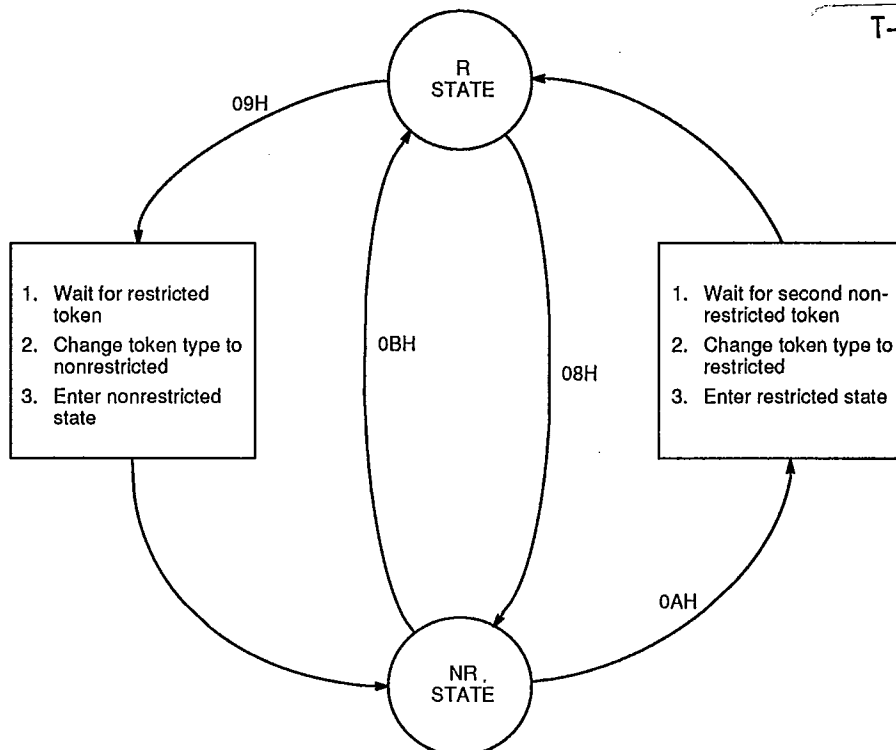 T-
R
STATE
09H
1. Wait for restricted
token
2. Change token type to
nonrestricted
3. Enter nonrestricted
state
0BH
08H
1. Wait for second non-
restricted token
2. Change token type to
restricted
3. Enter restricted state
0AH
NR
STATE